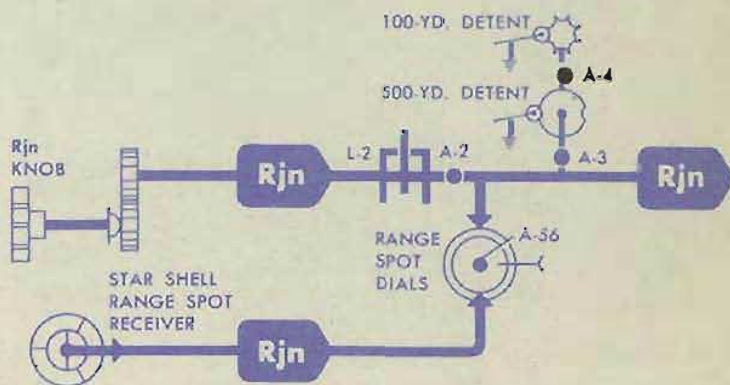 100-YD. DETENT
A-4
500-YD. DETENT
Rjn
KNOB
L-2
A-2
A-3
Rjn
Rjn
A-56
RANGE
SPOT
DIALS
STAR SHELL
RANGE SPOT
RECEIVER
Rjn